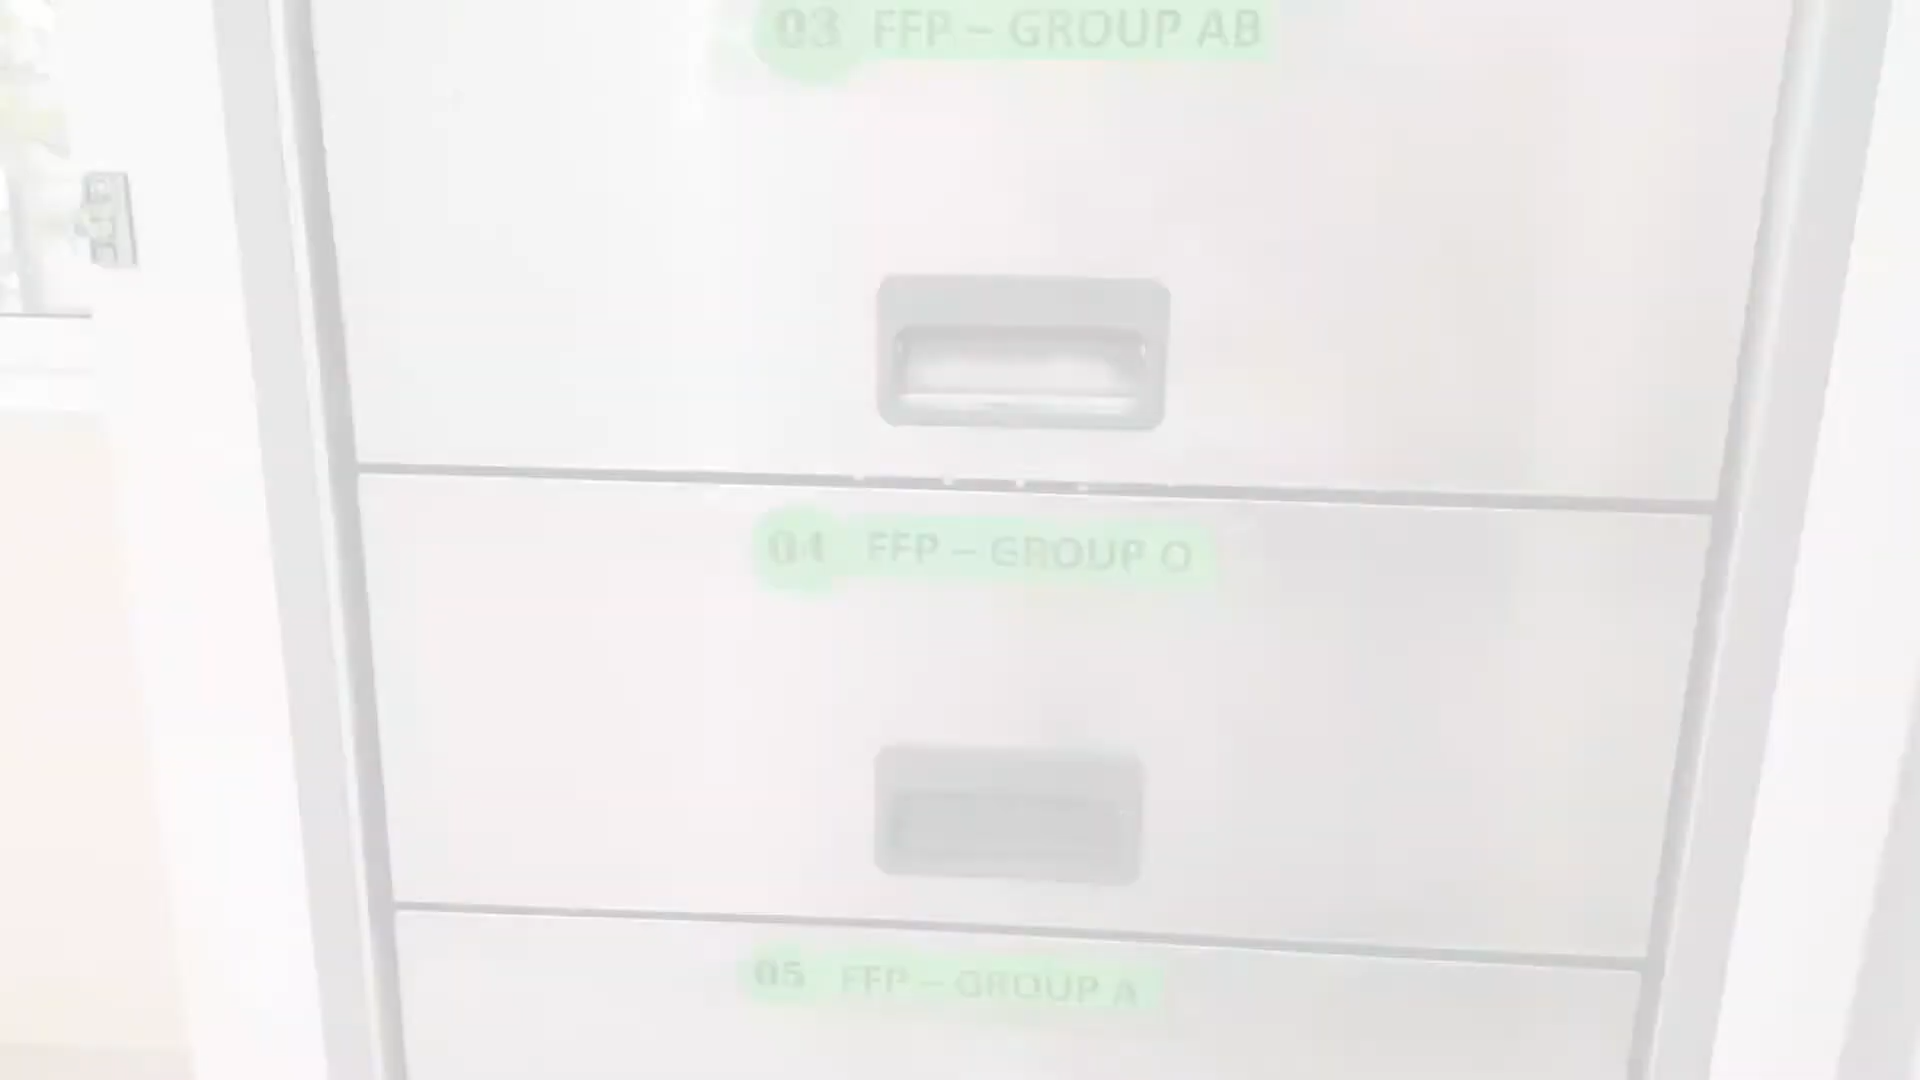 03 FFP – GROUP AB
04 FFP – GROUP O
05 FFP – GROUP A